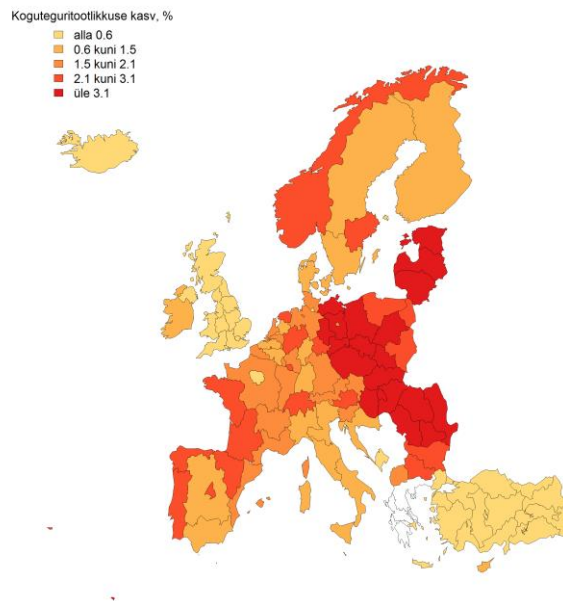 Koguteguritootlikkuse kasv, %
alla 0.6
0.6 kuni 1.5
1.5 kuni 2.1
2.1 kuni 3.1
üle 3.1